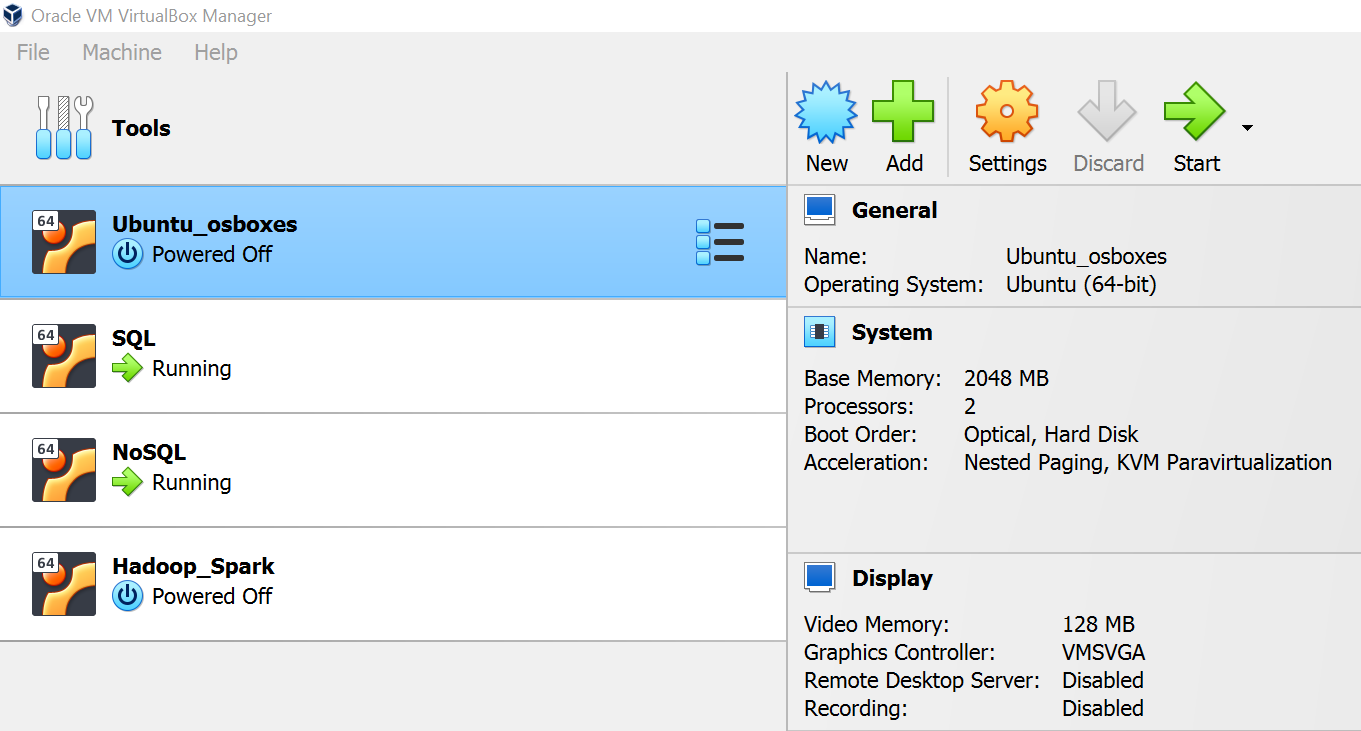 Oracle VM VirtualBox Manager
File Machine Help
Tools
64
Ubuntu_osboxes
Powered Off
64
SQL
Running
64
NoSQL
Running
64
Hadoop_Spark
Powered Off
New Add Settings Discard Start
General
Name: Ubuntu_osboxes
Operating System: Ubuntu (64-bit)
System
Base Memory: 2048 MB
Processors: 2
Boot Order: Optical, Hard Disk
Acceleration: Nested Paging, KVM Paravirtualization
Display
Video Memory: 128 MB
Graphics Controller: VMSVGA
Remote Desktop Server: Disabled
Recording: Disabled